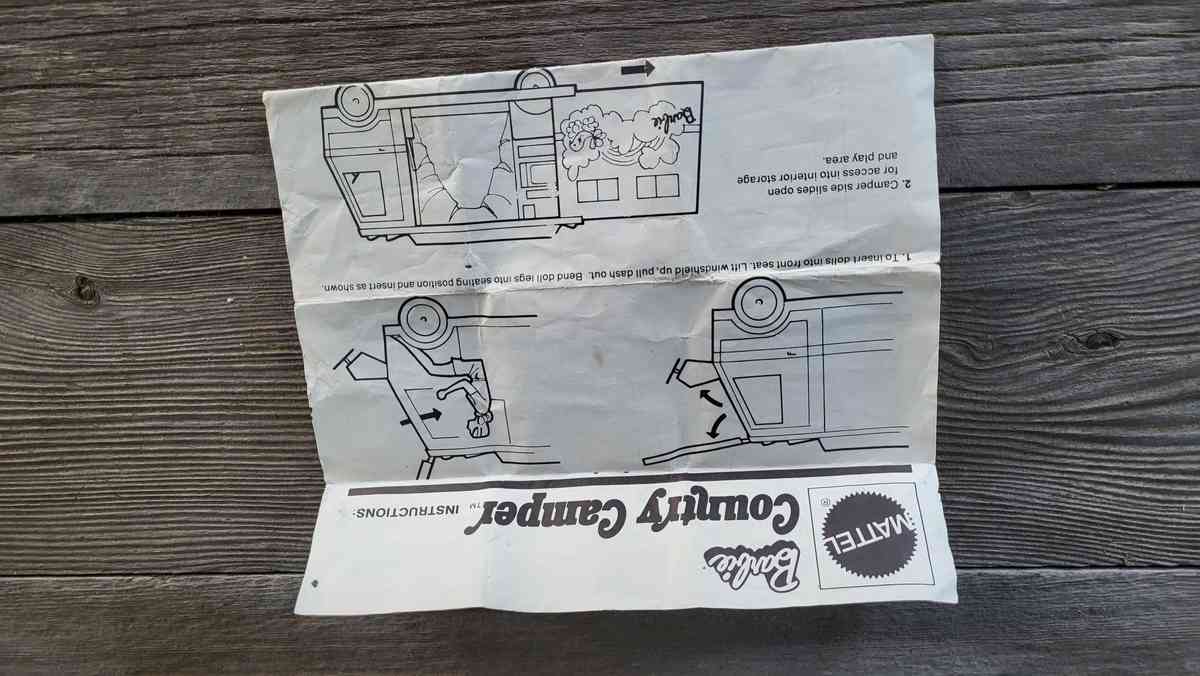 MATTEL
®
Barbie™
Country Camper™ INSTRUCTIONS:
1. To insert dolls into front seat. Lift windshield up, pull dash out. Bend doll legs into seating position and insert as shown.
2. Camper side slides open
for access into interior storage
and play area.
Barbie